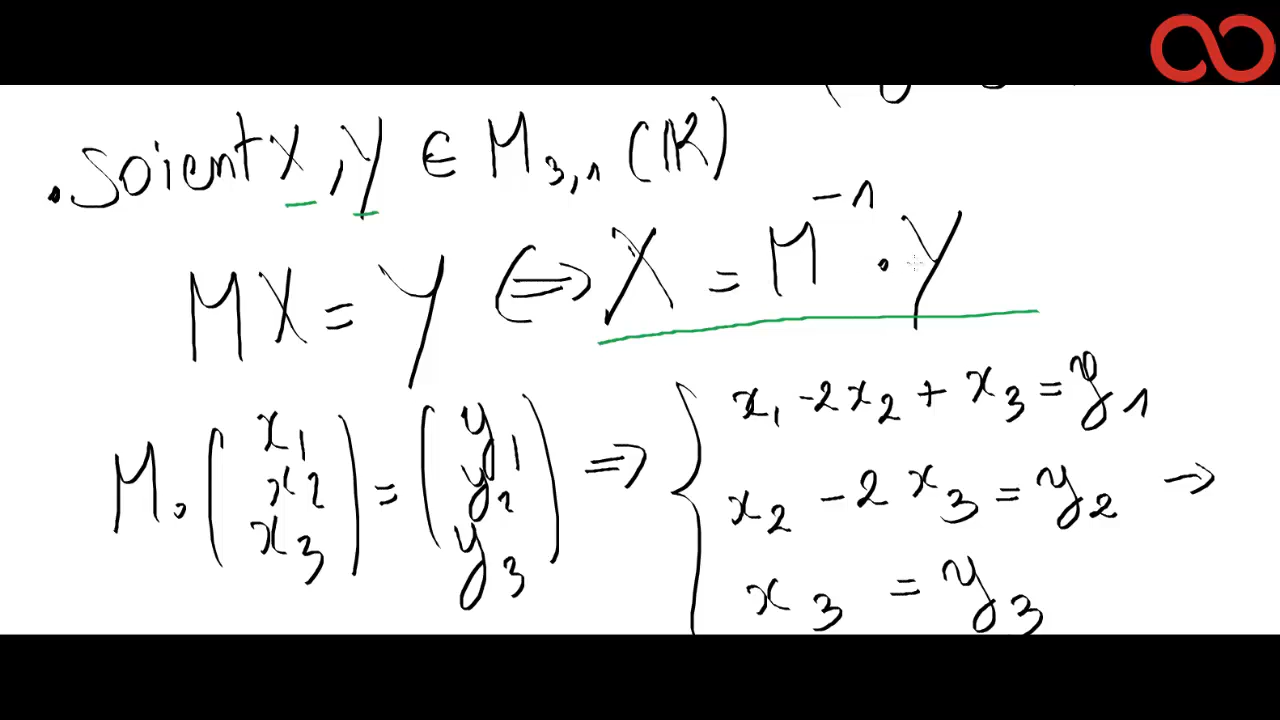 . Soient X, Y ∈ M₃,₁ (ℝ)
MX = Y ⟺ X = M⁻¹ · Y
M. (x₁ x₂ x₃) = (y₁ y₂ y₃) ⟹ { x₁ - 2x₂ + x₃ = y₁
x₂ - 2x₃ = y₂ →
x₃ = y₃